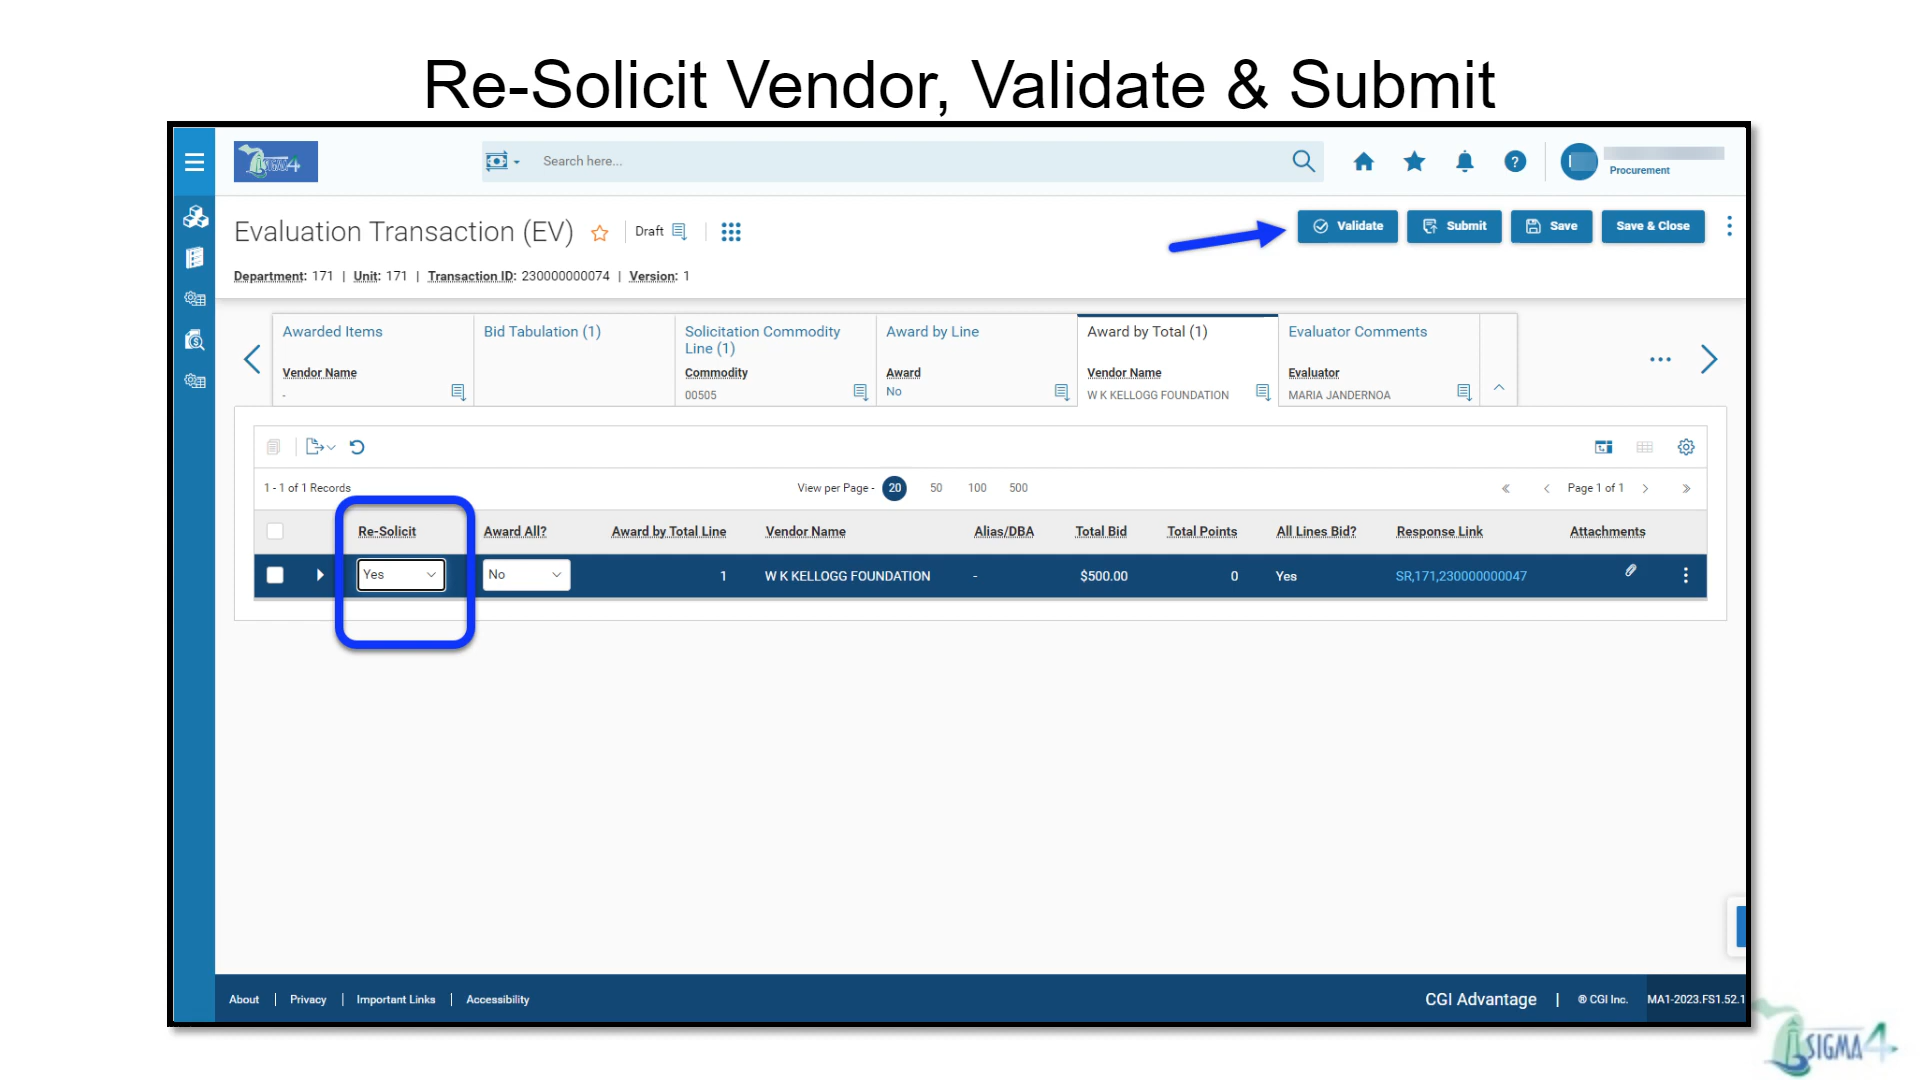 Re-Solicit Vendor, Validate & Submit
SIGMA4
Search here...
?
Procurement
Evaluation Transaction (EV)
Draft
Validate
Submit
Save
Save & Close
Department: 171 | Unit: 171 | Transaction ID: 230000000074 | Version: 1
Awarded Items
Vendor Name
-
Bid Tabulation (1)
Solicitation Commodity
Line (1)
Commodity
00505
Award by Line
Award
No
Award by Total (1)
Vendor Name
W K KELLOGG FOUNDATION
Evaluator Comments
Evaluator
MARIA JANDERNOA
1 - 1 of 1 Records
View per Page - 20 50 100 500
Page 1 of 1
Re-Solicit Award All? Award by Total Line Vendor Name Alias/DBA Total Bid Total Points All Lines Bid? Response Link Attachments
Yes No 1 W K KELLOGG FOUNDATION - $500.00 0 Yes SR,171,230000000047
About | Privacy | Important Links | Accessibility
CGI Advantage | ® CGI Inc. MA1-2023.FS1.52.1
SIGMA4